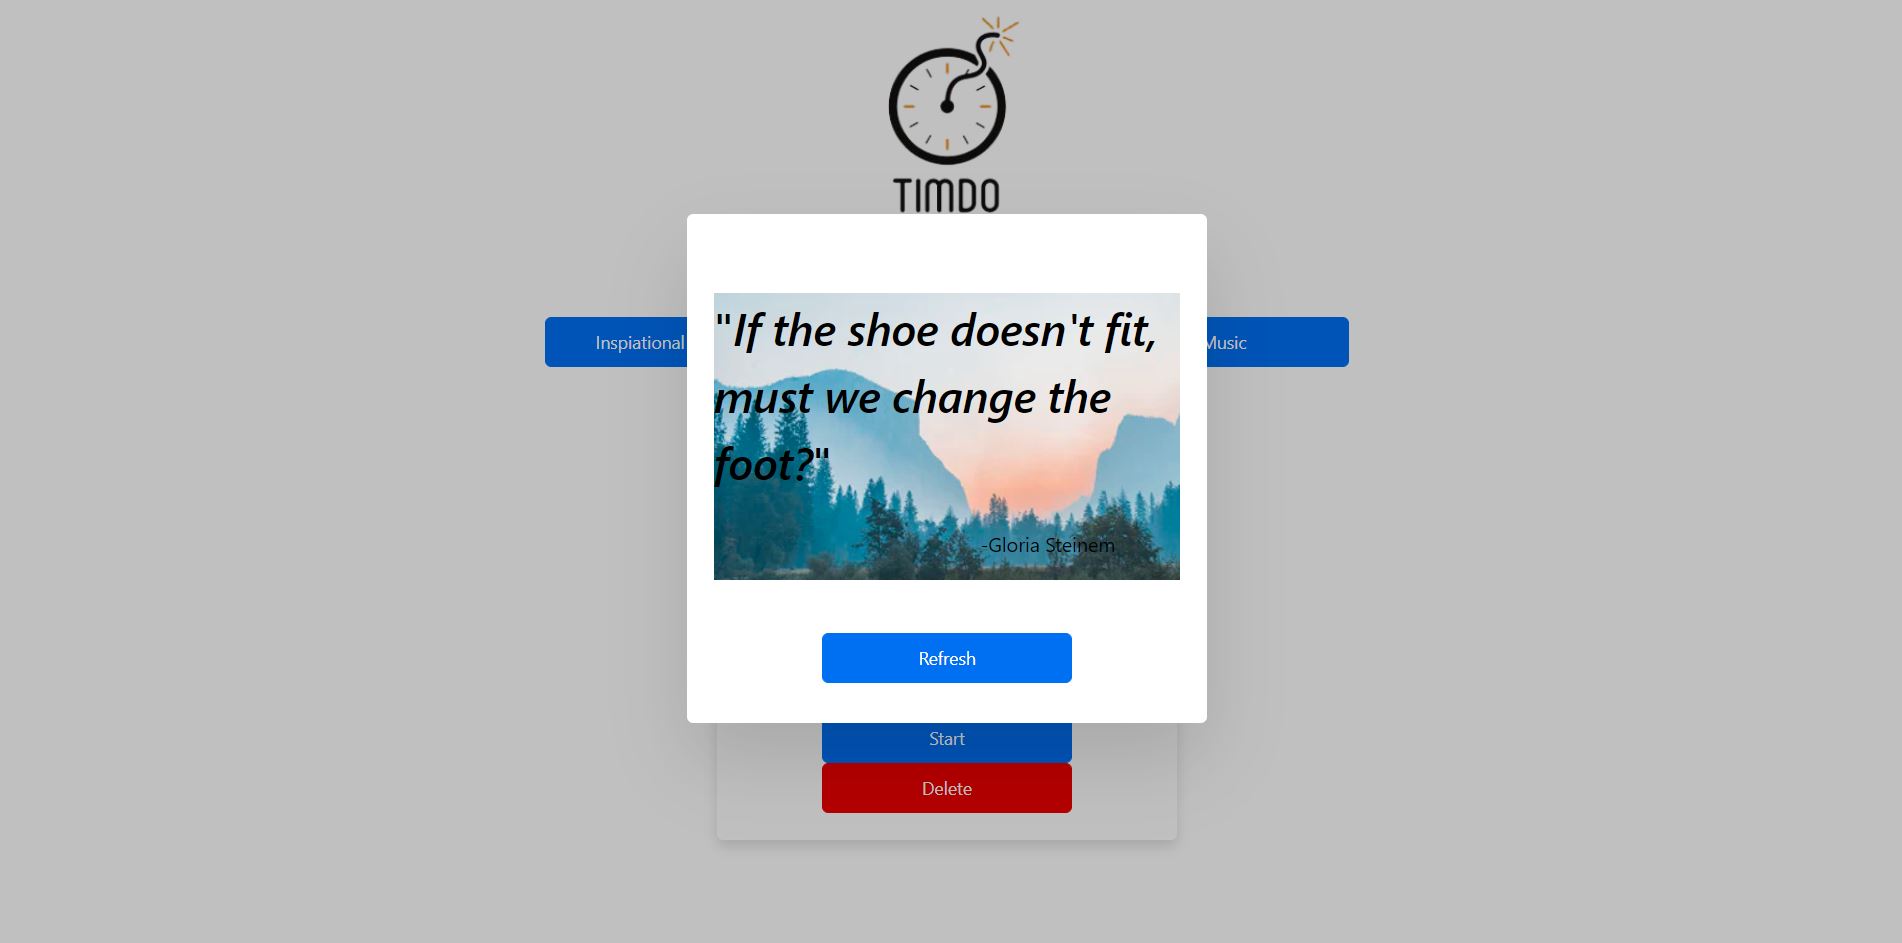 TIMDO
Inspiational
Music
"If the shoe doesn't fit,
must we change the
foot?"
-Gloria Steinem
Refresh
Start
Delete